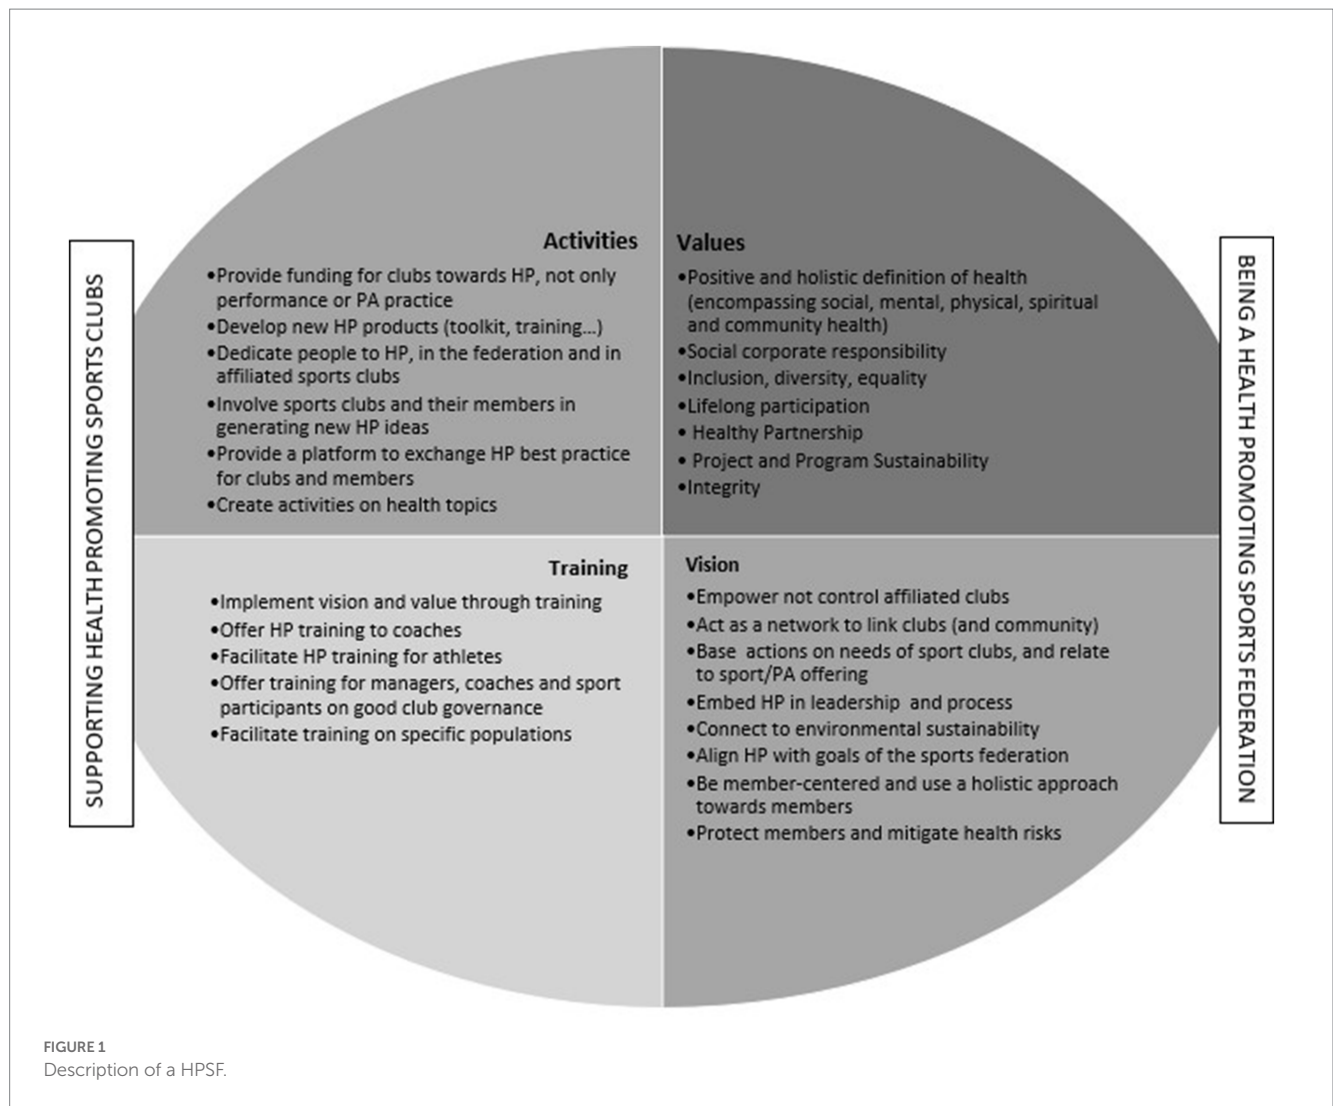 SUPPORTING HEALTH PROMOTING SPORTS CLUBS
Activities
•Provide funding for clubs towards HP, not only
performance or PA practice
•Develop new HP products (toolkit, training...)
•Dedicate people to HP, in the federation and in
affiliated sports clubs
•Involve sports clubs and their members in
generating new HP ideas
•Provide a platform to exchange HP best practice
for clubs and members
•Create activities on health topics
Values
•Positive and holistic definition of health
(encompassing social, mental, physical, spiritual
and community health)
•Social corporate responsibility
•Inclusion, diversity, equality
•Lifelong participation
• Healthy Partnership
• Project and Program Sustainability
•Integrity
Training
•Implement vision and value through training
•Offer HP training to coaches
•Facilitate HP training for athletes
•Offer training for managers, coaches and sport
participants on good club governance
•Facilitate training on specific populations
Vision
•Empower not control affiliated clubs
•Act as a network to link clubs (and community)
•Base actions on needs of sport clubs, and relate
to sport/PA offering
•Embed HP in leadership and process
•Connect to environmental sustainability
•Align HP with goals of the sports federation
•Be member-centered and use a holistic approach
towards members
•Protect members and mitigate health risks
BEING A HEALTH PROMOTING SPORTS FEDERATION
FIGURE 1
Description of a HPSF.